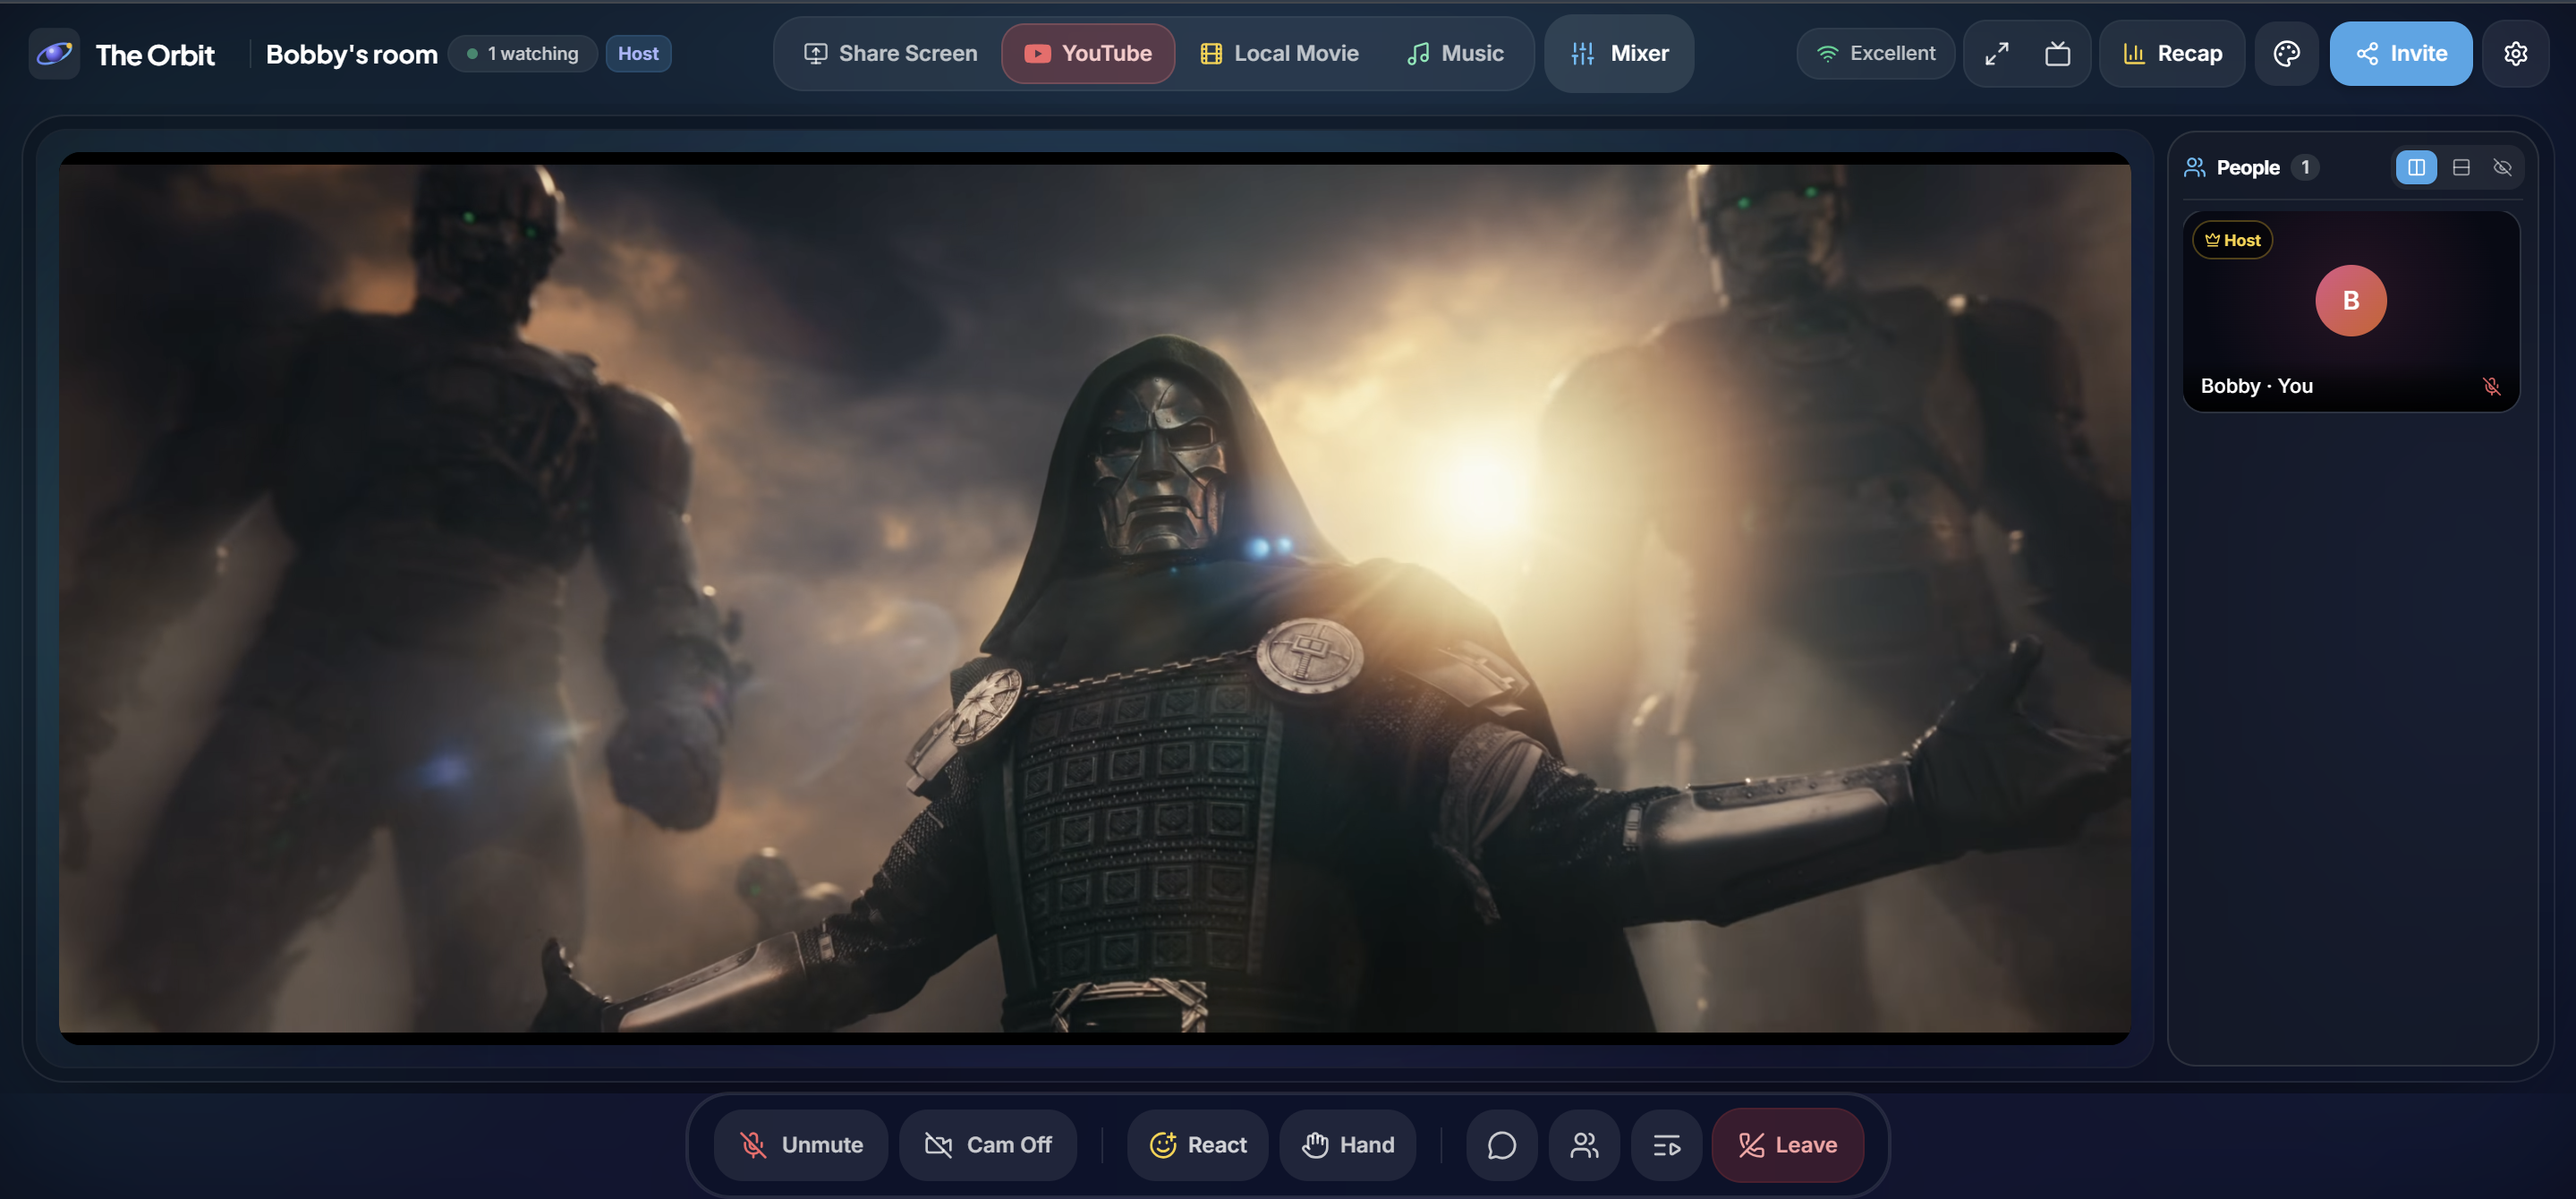 The Orbit
Bobby's room
1 watching
Host
Share Screen
YouTube
Local Movie
Music
Mixer
Excellent
Recap
Invite
People 1
Host
B
Bobby · You
Unmute
Cam Off
React
Hand
Leave